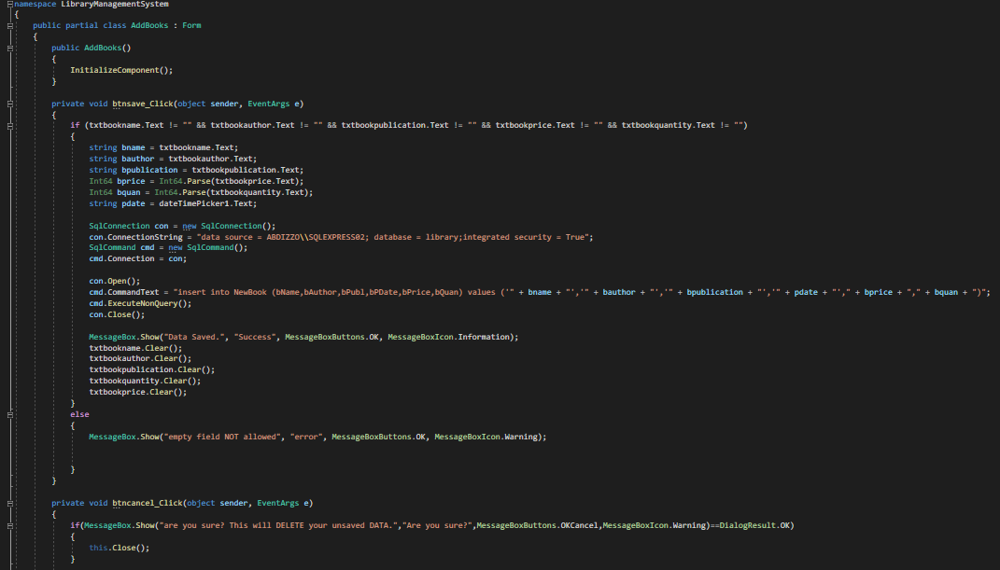 namespace LibraryManagementSystem
{
public partial class AddBooks : Form
{
public AddBooks()
{
InitializeComponent();
}
private void btnsave_Click(object sender, EventArgs e)
{
if (txtbookname.Text != "" && txtbookauthor.Text != "" && txtbookpublication.Text != "" && txtbookprice.Text != "" && txtbookquantity.Text != "")
{
string bname = txtbookname.Text;
string bauthor = txtbookauthor.Text;
string bpublication = txtbookpublication.Text;
Int64 bprice = Int64.Parse(txtbookprice.Text);
Int64 bquan = Int64.Parse(txtbookquantity.Text);
string pdate = dateTimePicker1.Text;
SqlConnection con = new SqlConnection();
con.ConnectionString = "data source = ABDIZZO\\SQLEXPRESS02; database = library;integrated security = True";
SqlCommand cmd = new SqlCommand();
cmd.Connection = con;
con.Open();
cmd.CommandText = "insert into NewBook (bName,bAuthor,bPubl,bPDate,bPrice,bQuan) values ('" + bname + "','" + bauthor + "','" + bpublication + "','" + pdate + "'," + bprice + "," + bquan + ")";
cmd.ExecuteNonQuery();
con.Close();
MessageBox.Show("Data Saved.", "Success", MessageBoxButtons.OK, MessageBoxIcon.Information);
txtbookname.Clear();
txtbookauthor.Clear();
txtbookpublication.Clear();
txtbookquantity.Clear();
txtbookprice.Clear();
}
else
{
MessageBox.Show("empty field NOT allowed", "error", MessageBoxButtons.OK, MessageBoxIcon.Warning);
}
}
private void btncancel_Click(object sender, EventArgs e)
{
if(MessageBox.Show("are you sure? This will DELETE your unsaved DATA.","Are you sure?",MessageBoxButtons.OKCancel,MessageBoxIcon.Warning)==DialogResult.OK)
{
this.Close();
}